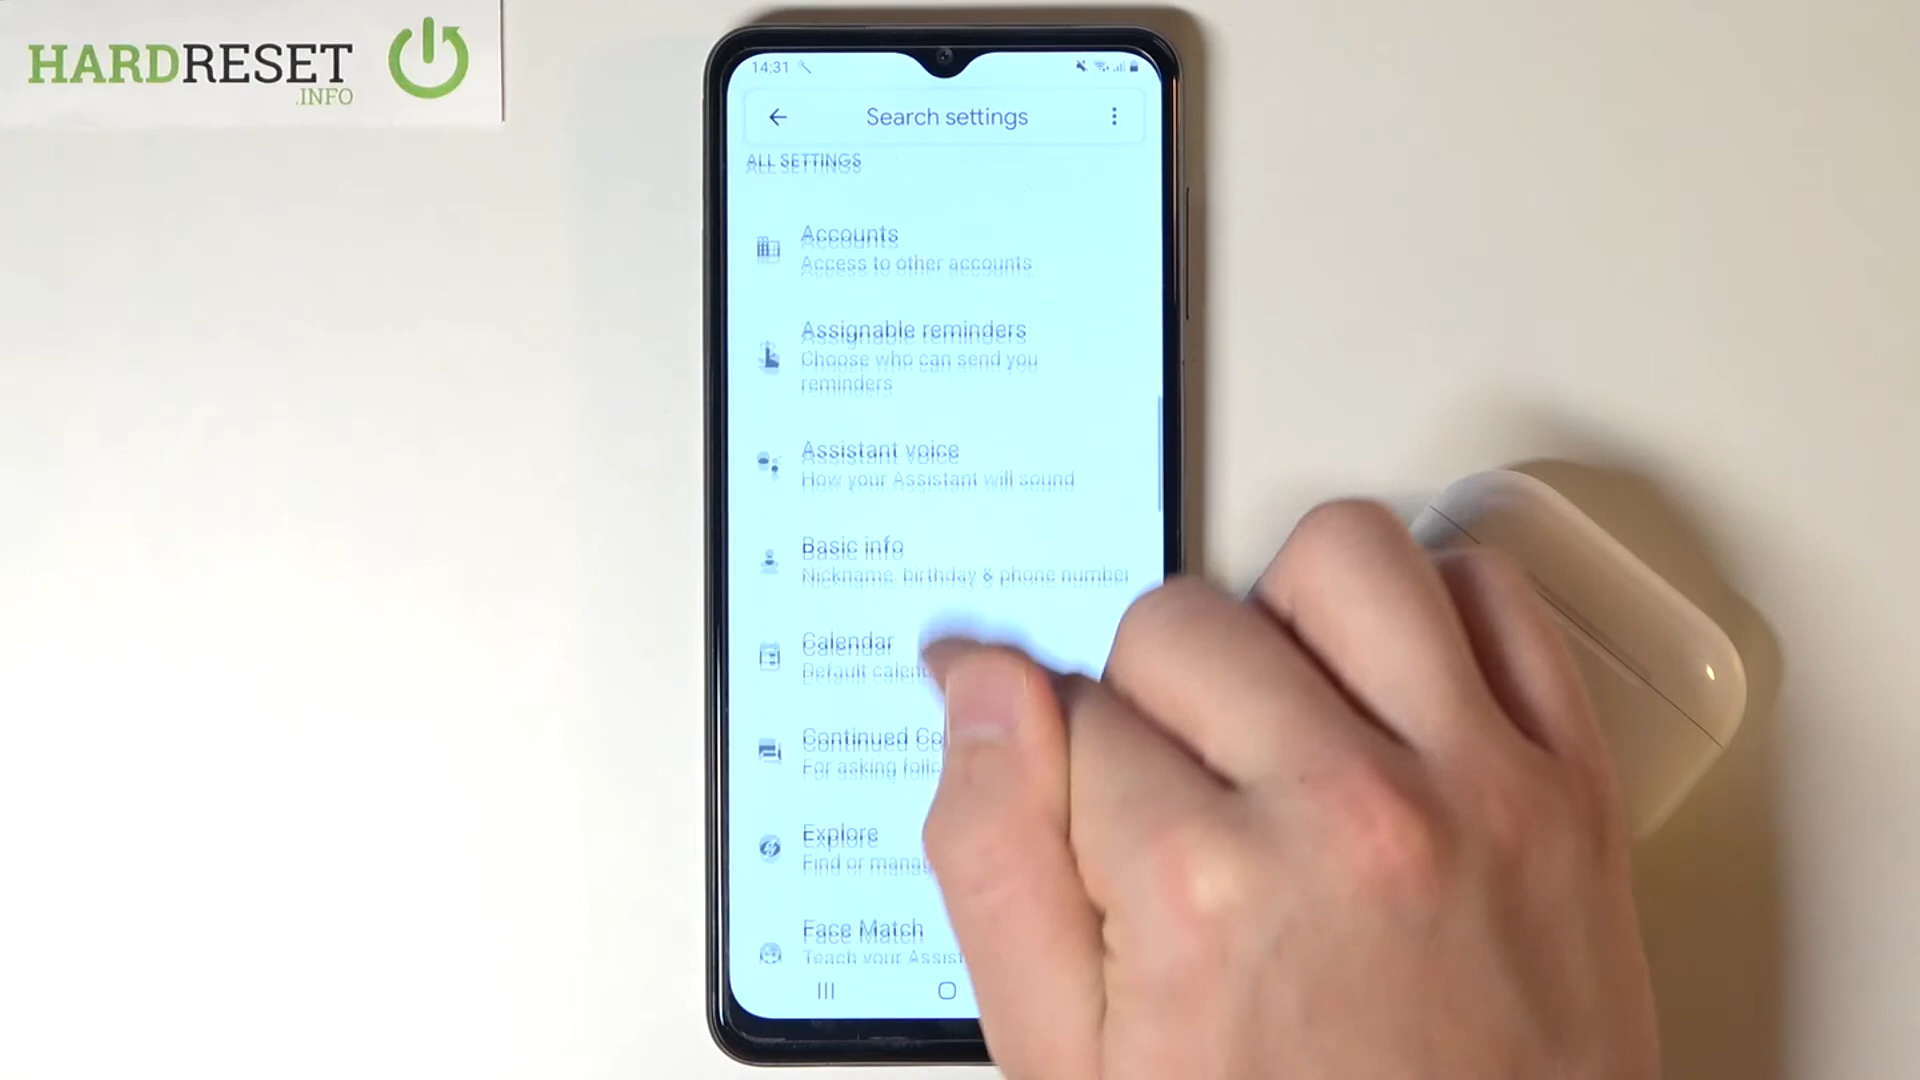 HARDRESET
.INFO
14:31
Search settings
ALL SETTINGS
Accounts
Access to other accounts
Assignable reminders
Choose who can send you
reminders
Assistant voice
How your Assistant will sound
Basic info
Nickname, birthday & phone number
Calendar
Default calen
Continued Co
For asking follo
Explore
Find or manag
Face Match
Teach your Assist